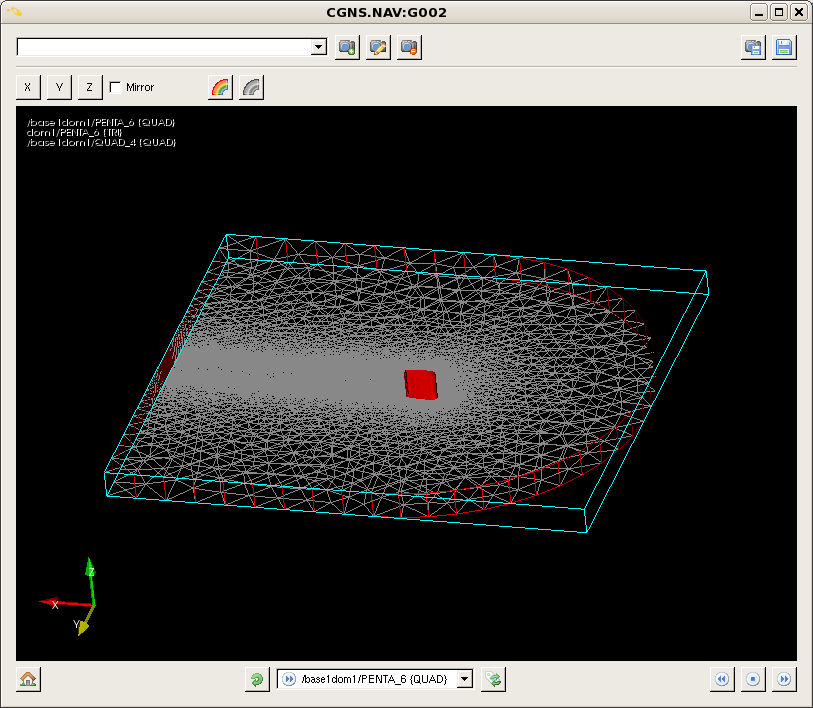 CGNS.NAV:G002
X Y Z Mirror
/base1dom1/PENTA_6 {QUAD}
dom1/PENTA_6 {TRI}
/base1dom1/QUAD_4 {QUAD}
Z
X
Y
/base1dom1/PENTA_6 {QUAD}